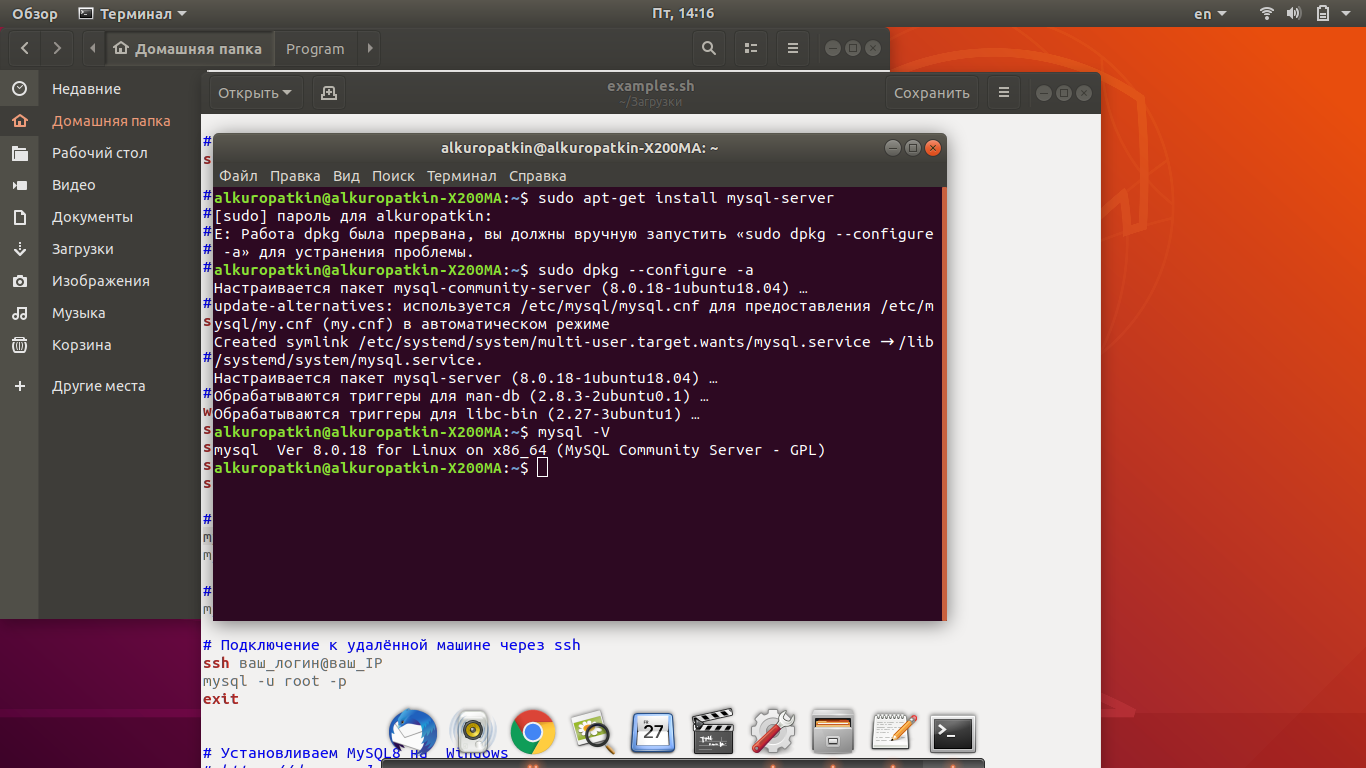 Обзор
Терминал
Пт, 14:16
en
Домашняя папка
Program
Недавние
Домашняя папка
Рабочий стол
Видео
Документы
Загрузки
Изображения
Музыка
Корзина
Другие места
Открыть
examples.sh
~/Загрузки
Сохранить
alkuropatkin@alkuropatkin-X200MA: ~
Файл Правка Вид Поиск Терминал Справка
alkuropatkin@alkuropatkin-X200MA:~$ sudo apt-get install mysql-server
[sudo] пароль для alkuropatkin:
E: Работа dpkg была прервана, вы должны вручную запустить «sudo dpkg --configure
 -a» для устранения проблемы.
alkuropatkin@alkuropatkin-X200MA:~$ sudo dpkg --configure -a
Настраивается пакет mysql-community-server (8.0.18-1ubuntu18.04) …
update-alternatives: используется /etc/mysql/mysql.cnf для предоставления /etc/m
ysql/my.cnf (my.cnf) в автоматическом режиме
Created symlink /etc/systemd/system/multi-user.target.wants/mysql.service → /lib
/systemd/system/mysql.service.
Настраивается пакет mysql-server (8.0.18-1ubuntu18.04) …
Обрабатываются триггеры для man-db (2.8.3-2ubuntu0.1) …
Обрабатываются триггеры для libc-bin (2.27-3ubuntu1) …
alkuropatkin@alkuropatkin-X200MA:~$ mysql -V
mysql  Ver 8.0.18 for Linux on x86_64 (MySQL Community Server - GPL)
alkuropatkin@alkuropatkin-X200MA:~$
# Подключение к удалённой машине через ssh
ssh ваш_логин@ваш_IP
mysql -u root -p
exit
# Установливаем MySQL8 на  Windows
27